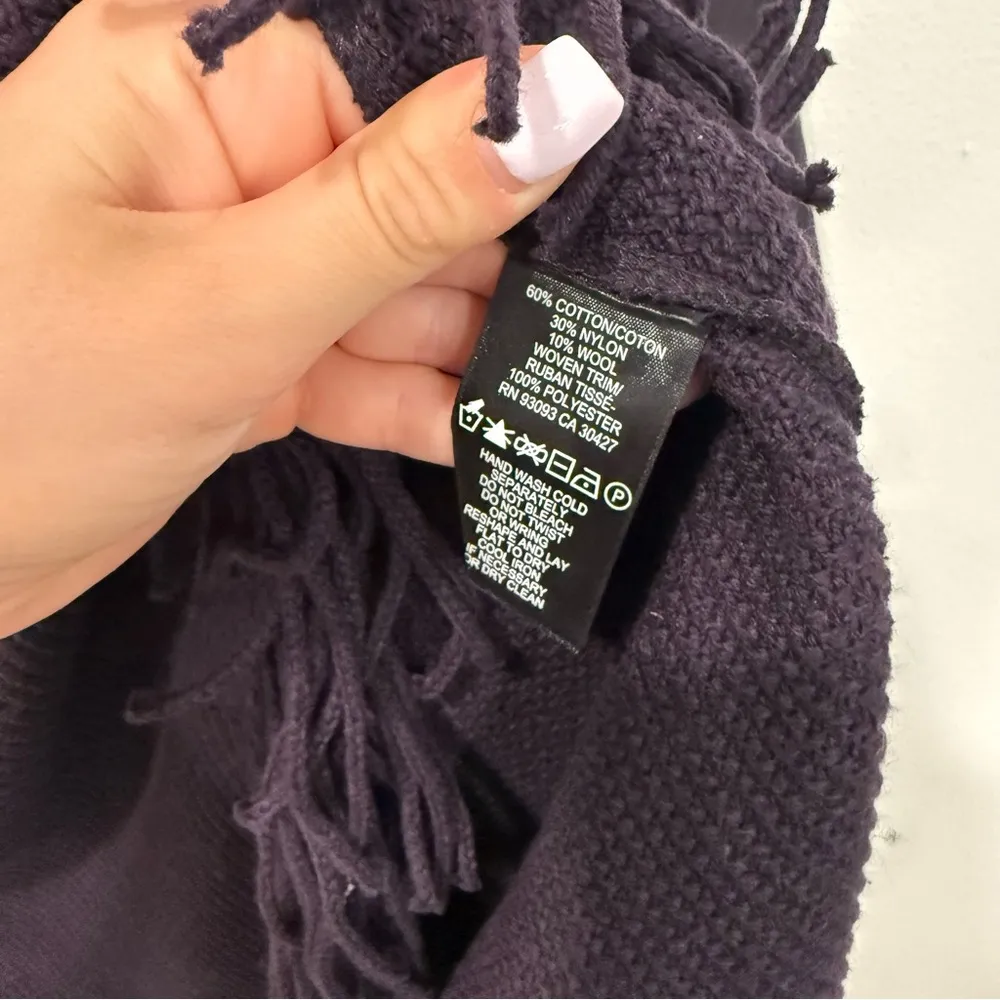 60% COTTON/COTON
30% NYLON
10% WOOL
WOVEN TRIM/
RUBAN TISSÉ-
100% POLYESTER
RN 93093 CA 30427
P
HAND WASH COLD
SEPARATELY
DO NOT BLEACH
DO NOT TWIST
OR WRING
RESHAPE AND LAY
FLAT TO DRY
COOL IRON
IF NECESSARY
OR DRY CLEAN